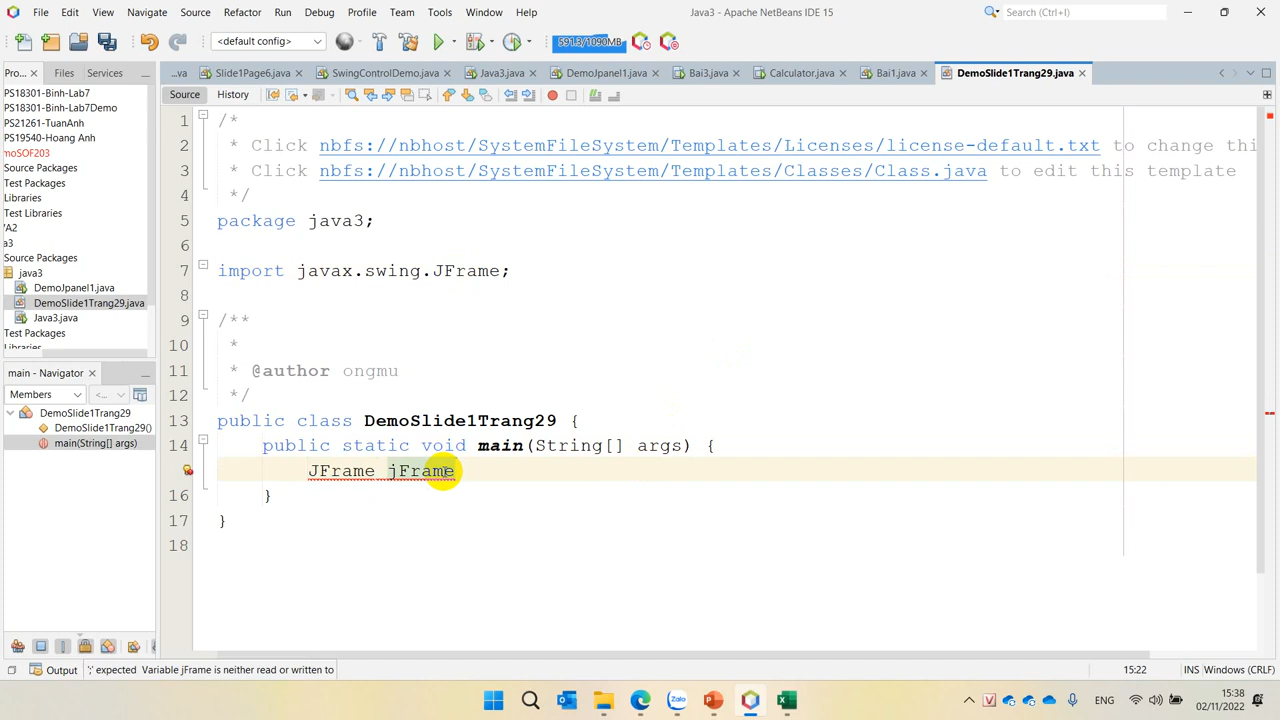 File Edit View Navigate Source Refactor Run Debug Profile Team Tools Window Help Java3 - Apache NetBeans IDE 15 Search (Ctrl+I)
<default config> 591.3/1090MB
Pro... Files Services ...va Slide1Page6.java SwingControlDemo.java Java3.java DemoJpanel1.java Bai3.java Calculator.java Bai1.java DemoSlide1Trang29.java
Source History
PS18301-Binh-Lab7
PS18301-Binh-Lab7Demo
PS21261-TuanAnh
PS19540-Hoang Anh
moSOF203
Source Packages
Test Packages
Libraries
Test Libraries
/A2
a3
Source Packages
java3
DemoJpanel1.java
DemoSlide1Trang29.java
Java3.java
Test Packages
Libraries
main - Navigator
Members <...
DemoSlide1Trang29
DemoSlide1Trang29()
main(String[] args)
1 /*
2 * Click nbfs://nbhost/SystemFileSystem/Templates/Licenses/license-default.txt to change thi
3 * Click nbfs://nbhost/SystemFileSystem/Templates/Classes/Class.java to edit this template
4 */
5 package java3;
6
7 import javax.swing.JFrame;
8
9 /**
10 *
11 * @author ongmu
12 */
13 public class DemoSlide1Trang29 {
14 public static void main(String[] args) {
JFrame jFrame
16 }
17 }
18
Output ';' expected Variable jFrame is neither read or written to 15:22 INS Windows (CRLF)
Zalo ENG 15:38
02/11/2022